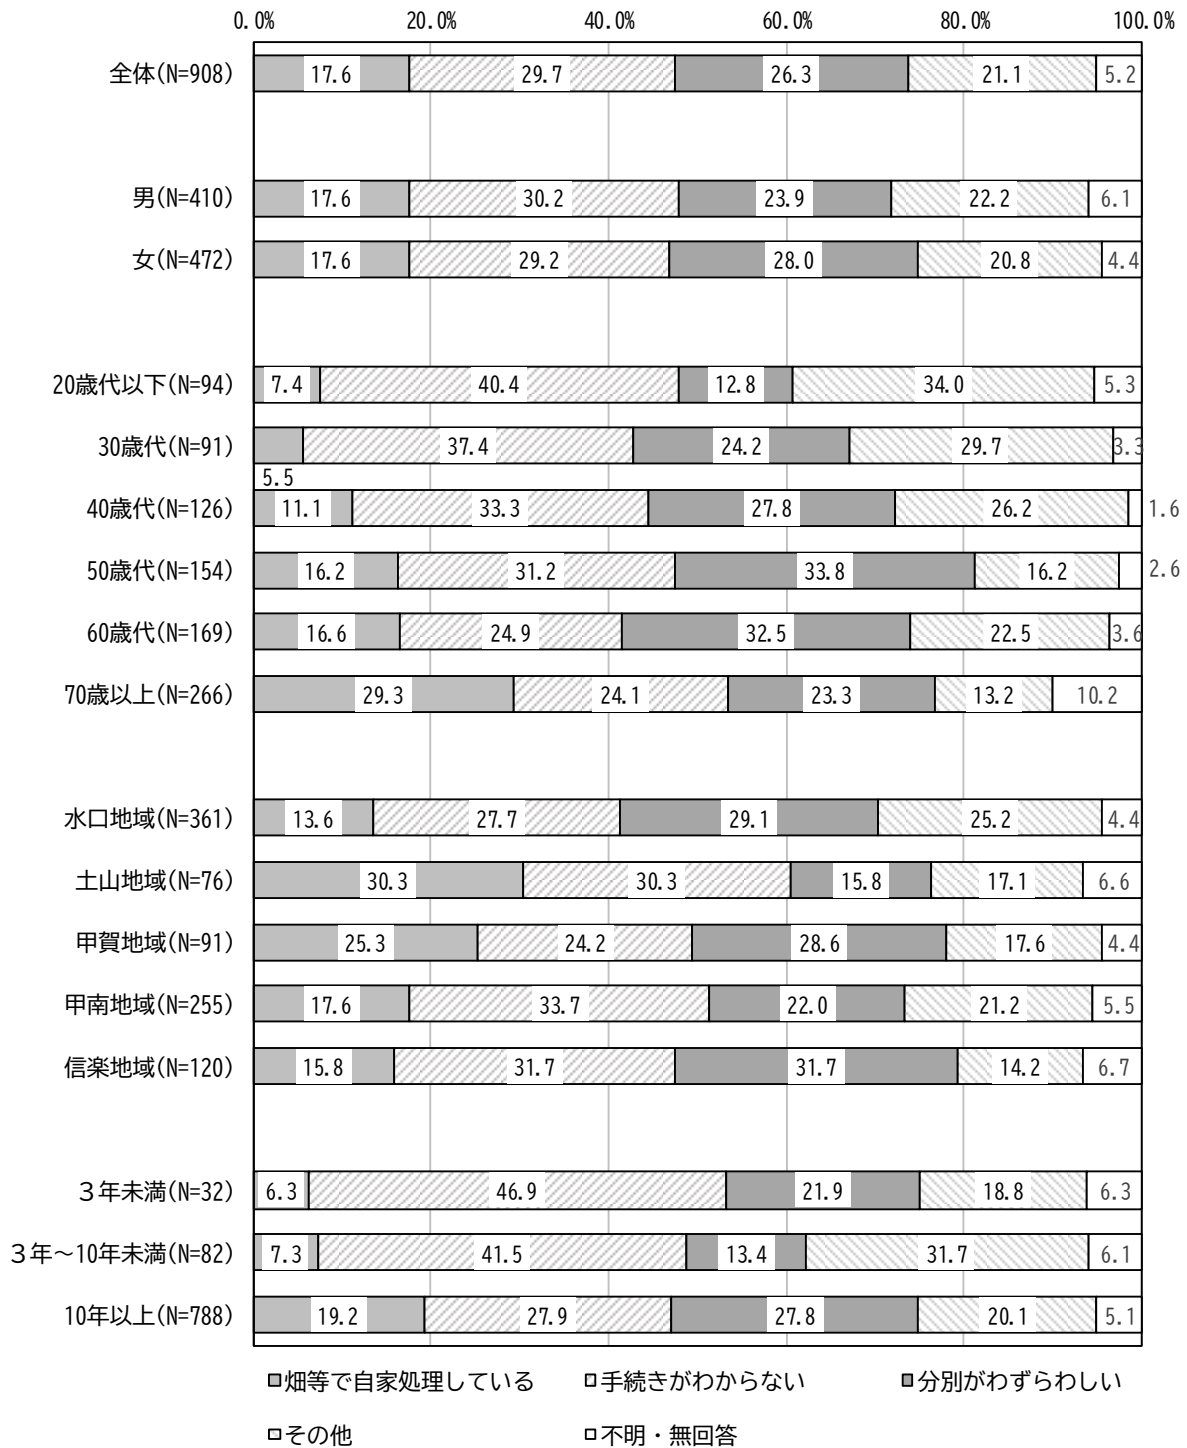 0.0% 20.0% 40.0% 60.0% 80.0% 100.0%
全体(N=908) 17.6 29.7 26.3 21.1 5.2
男(N=410) 17.6 30.2 23.9 22.2 6.1
女(N=472) 17.6 29.2 28.0 20.8 4.4
20歳代以下(N=94) 7.4 40.4 12.8 34.0 5.3
30歳代(N=91) 37.4 24.2 29.7 3.3
5.5
40歳代(N=126) 11.1 33.3 27.8 26.2 1.6
50歳代(N=154) 16.2 31.2 33.8 16.2 2.6
60歳代(N=169) 16.6 24.9 32.5 22.5 3.6
70歳以上(N=266) 29.3 24.1 23.3 13.2 10.2
水口地域(N=361) 13.6 27.7 29.1 25.2 4.4
土山地域(N=76) 30.3 30.3 15.8 17.1 6.6
甲賀地域(N=91) 25.3 24.2 28.6 17.6 4.4
甲南地域(N=255) 17.6 33.7 22.0 21.2 5.5
信楽地域(N=120) 15.8 31.7 31.7 14.2 6.7
３年未満(N=32) 6.3 46.9 21.9 18.8 6.3
３年～10年未満(N=82) 7.3 41.5 13.4 31.7 6.1
10年以上(N=788) 19.2 27.9 27.8 20.1 5.1
畑等で自家処理している 手続きがわからない 分別がわずらわしい
その他 不明・無回答